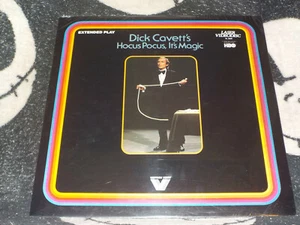 EXTENDED PLAY
Dick Cavett's
Hocus Pocus, It's Magic
LASER
VIDEODISC
HBO
V